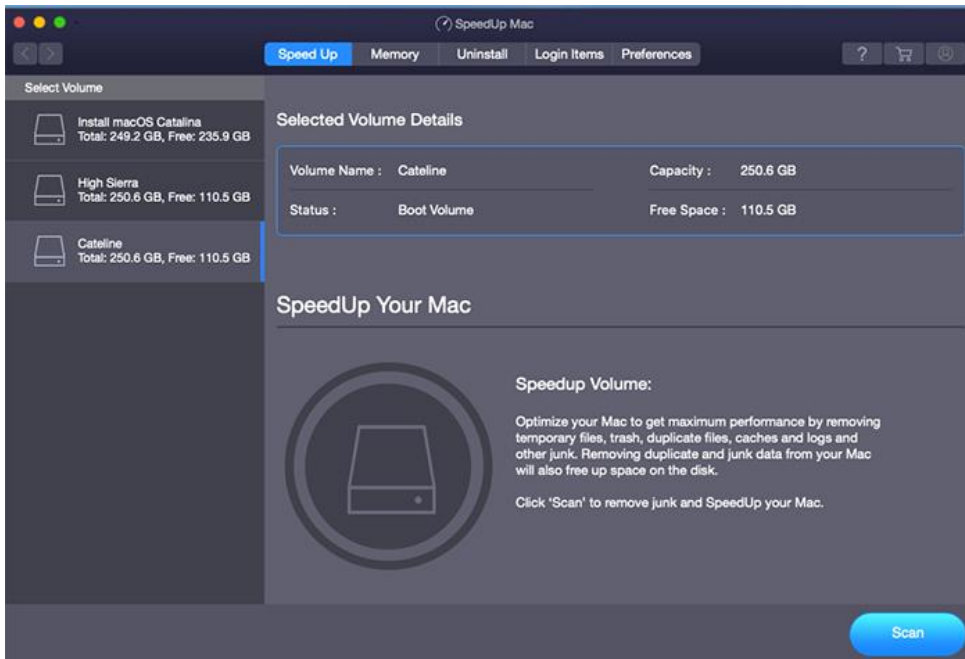 SpeedUp Mac
Speed Up Memory Uninstall Login Items Preferences ?
Select Volume
Install macOS Catalina
Total: 249.2 GB, Free: 235.9 GB
High Sierra
Total: 250.6 GB, Free: 110.5 GB
Cateline
Total: 250.6 GB, Free: 110.5 GB
Selected Volume Details
Volume Name : Cateline Capacity : 250.6 GB
Status : Boot Volume Free Space : 110.5 GB
SpeedUp Your Mac
Speedup Volume:
Optimize your Mac to get maximum performance by removing
temporary files, trash, duplicate files, caches and logs and
other junk. Removing duplicate and junk data from your Mac
will also free up space on the disk.
Click 'Scan' to remove junk and SpeedUp your Mac.
Scan